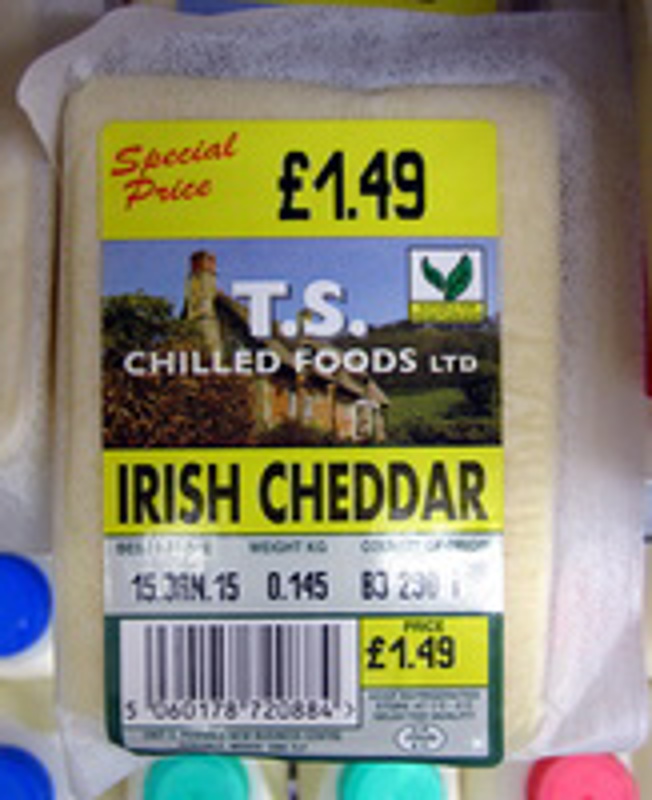 Special
Price
£1.49
T.S.
CHILLED FOODS LTD
IRISH CHEDDAR
WEIGHT KG
15.JAN.15 0.145
PRICE
£1.49
5 060178 720884 >